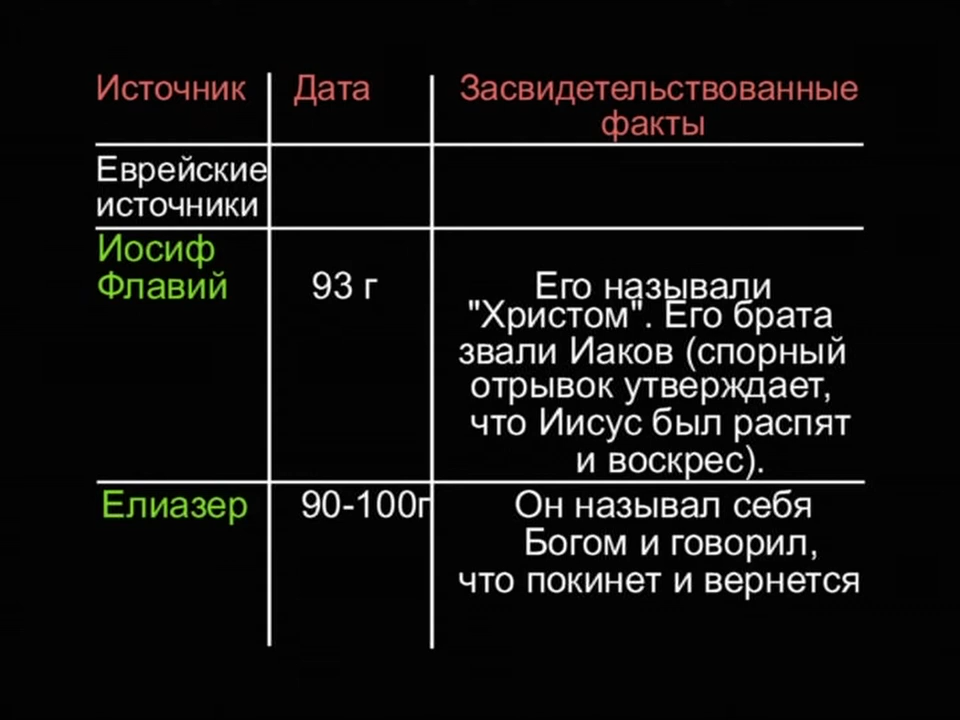 Источник Дата Засвидетельствованные
факты
Еврейские
источники
Иосиф
Флавий 93 г Его называли
"Христом". Его брата
звали Иаков (спорный
отрывок утверждает,
что Иисус был распят
и воскрес).
Елиазер 90-100г Он называл себя
Богом и говорил,
что покинет и вернется